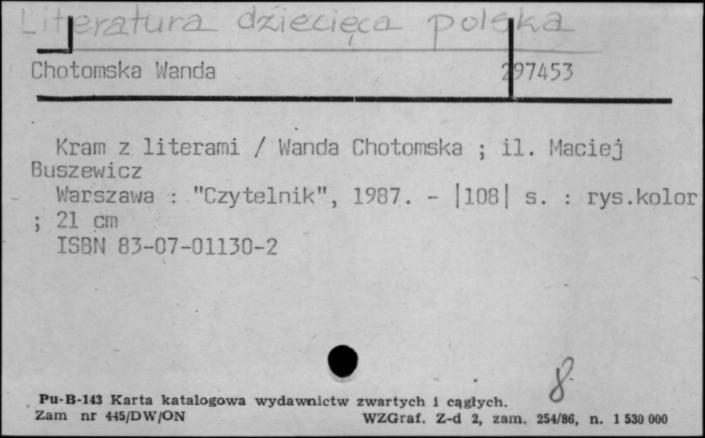 Literatura dziecięca polska
Chotomska Wanda 297453
Kram z literami / Wanda Chotomska ; il. Maciej
Buszewicz
Warszawa : "Czytelnik", 1987. - |108| s. : rys.kolor
; 21 cm
ISBN 83-07-01130-2
8
Pu-B-143 Karta katalogowa wydawnictw zwartych i ciągłych.
Zam nr 445/DW/ON WZGraf. Z-d 2, zam. 254/86, n. 1 530 000